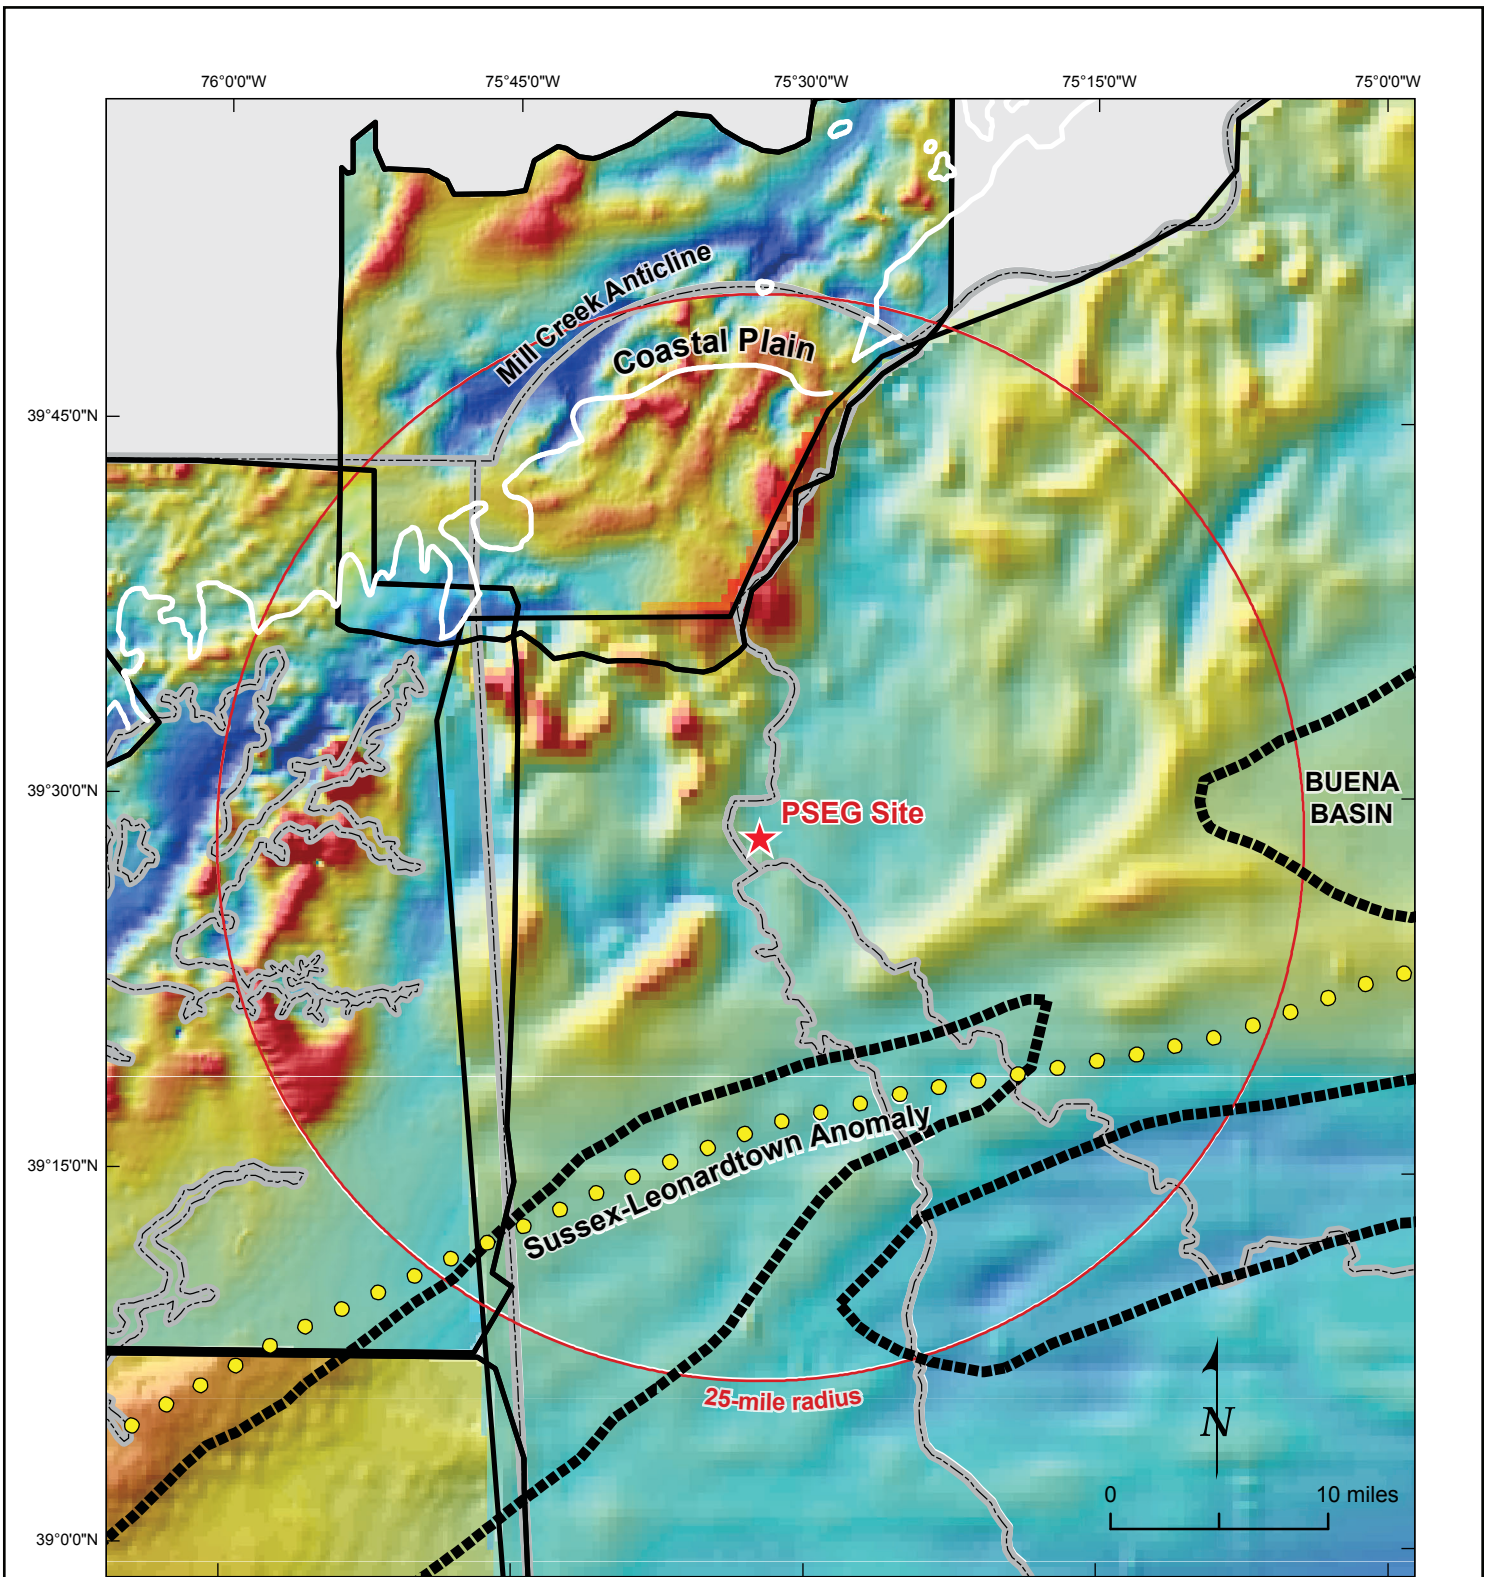 76°0'0"W 75°45'0"W 75°30'0"W 75°15'0"W 75°0'0"W
Mill Creek Anticline
Coastal Plain
39°45'0"N
39°30'0"N
BUENA
BASIN
PSEG Site
39°15'0"N
Sussex-Leonardtown Anomaly
25-mile radius
N
0 10 miles
39°0'0"N